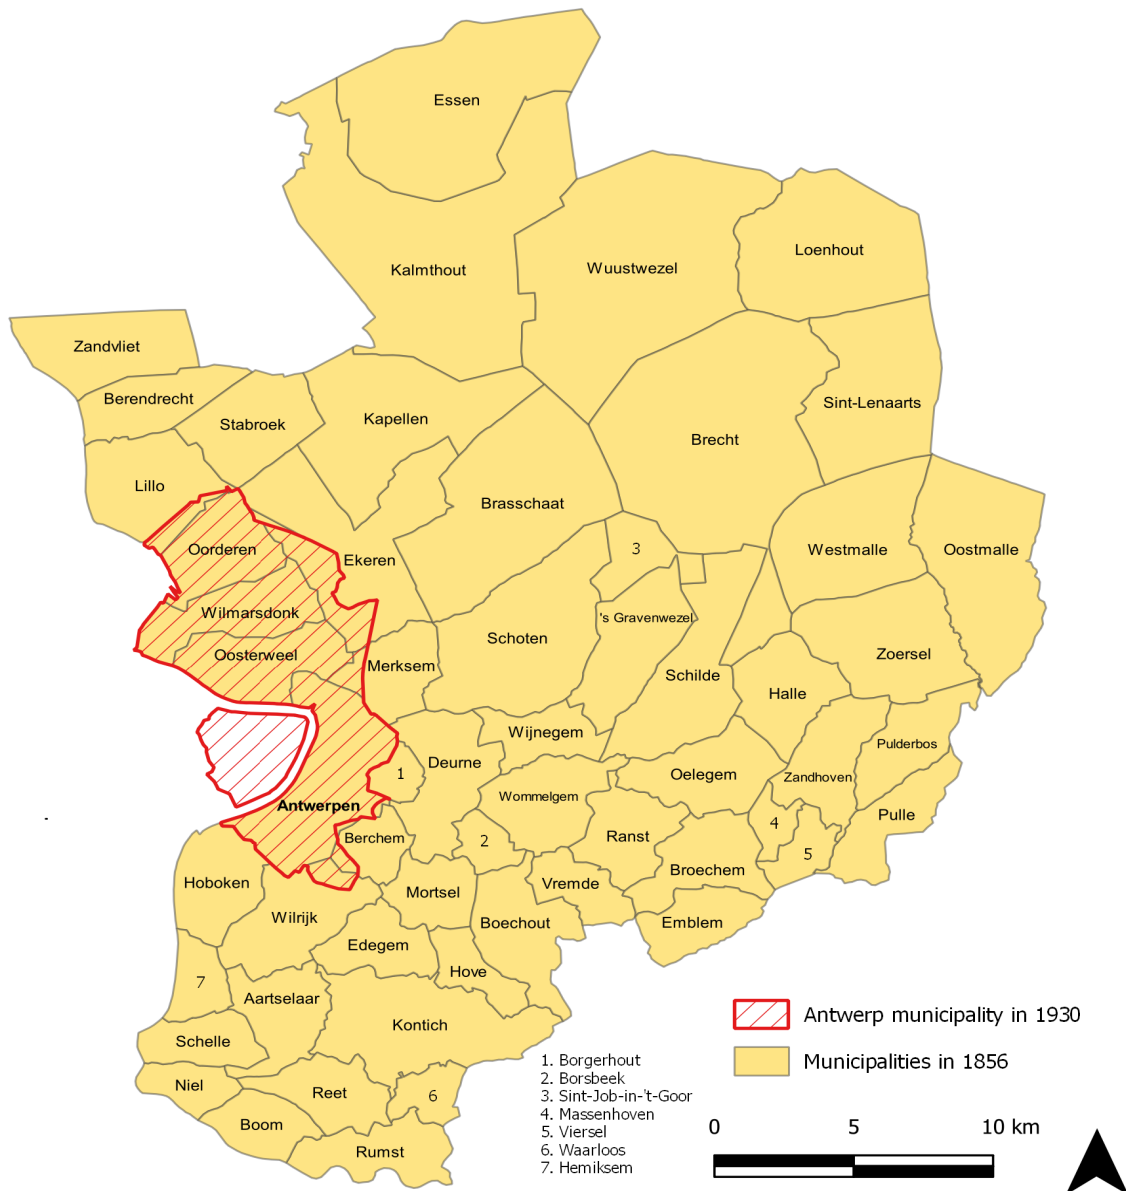 Essen
Loenhout
Kalmthout
Wuustwezel
Zandvliet
Berendrecht
Sint-Lenaarts
Kapellen
Stabroek
Brecht
Lillo
Brasschaat
Oorderen
3
Westmalle
Oostmalle
Ekeren
Wilmarsdonk
's Gravenwezel
Schoten
Oosterweel
Zoersel
Merksem
Schilde
Halle
Wijnegem
Pulderbos
Deurne
1
Oelegem
Zandhoven
Wommelgem
Antwerpen
Pulle
4
Berchem
2
Ranst
5
Broechem
Hoboken
Vremde
Mortsel
Wilrijk
Boechout
Emblem
Edegem
Hove
7
Aartselaar
Kontich
Schelle
Niel
Reet
6
Boom
Rumst
Antwerp municipality in 1930
Municipalities in 1856
1. Borgerhout
2. Borsbeek
3. Sint-Job-in-'t-Goor
4. Massenhoven
5. Viersel
6. Waarloos
7. Hemiksem
0 5 10 km